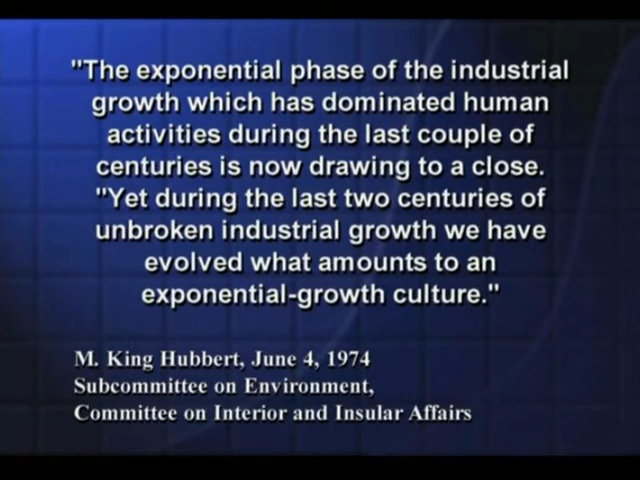 "The exponential phase of the industrial
growth which has dominated human
activities during the last couple of
centuries is now drawing to a close.
"Yet during the last two centuries of
unbroken industrial growth we have
evolved what amounts to an
exponential-growth culture."
M. King Hubbert, June 4, 1974
Subcommittee on Environment,
Committee on Interior and Insular Affairs